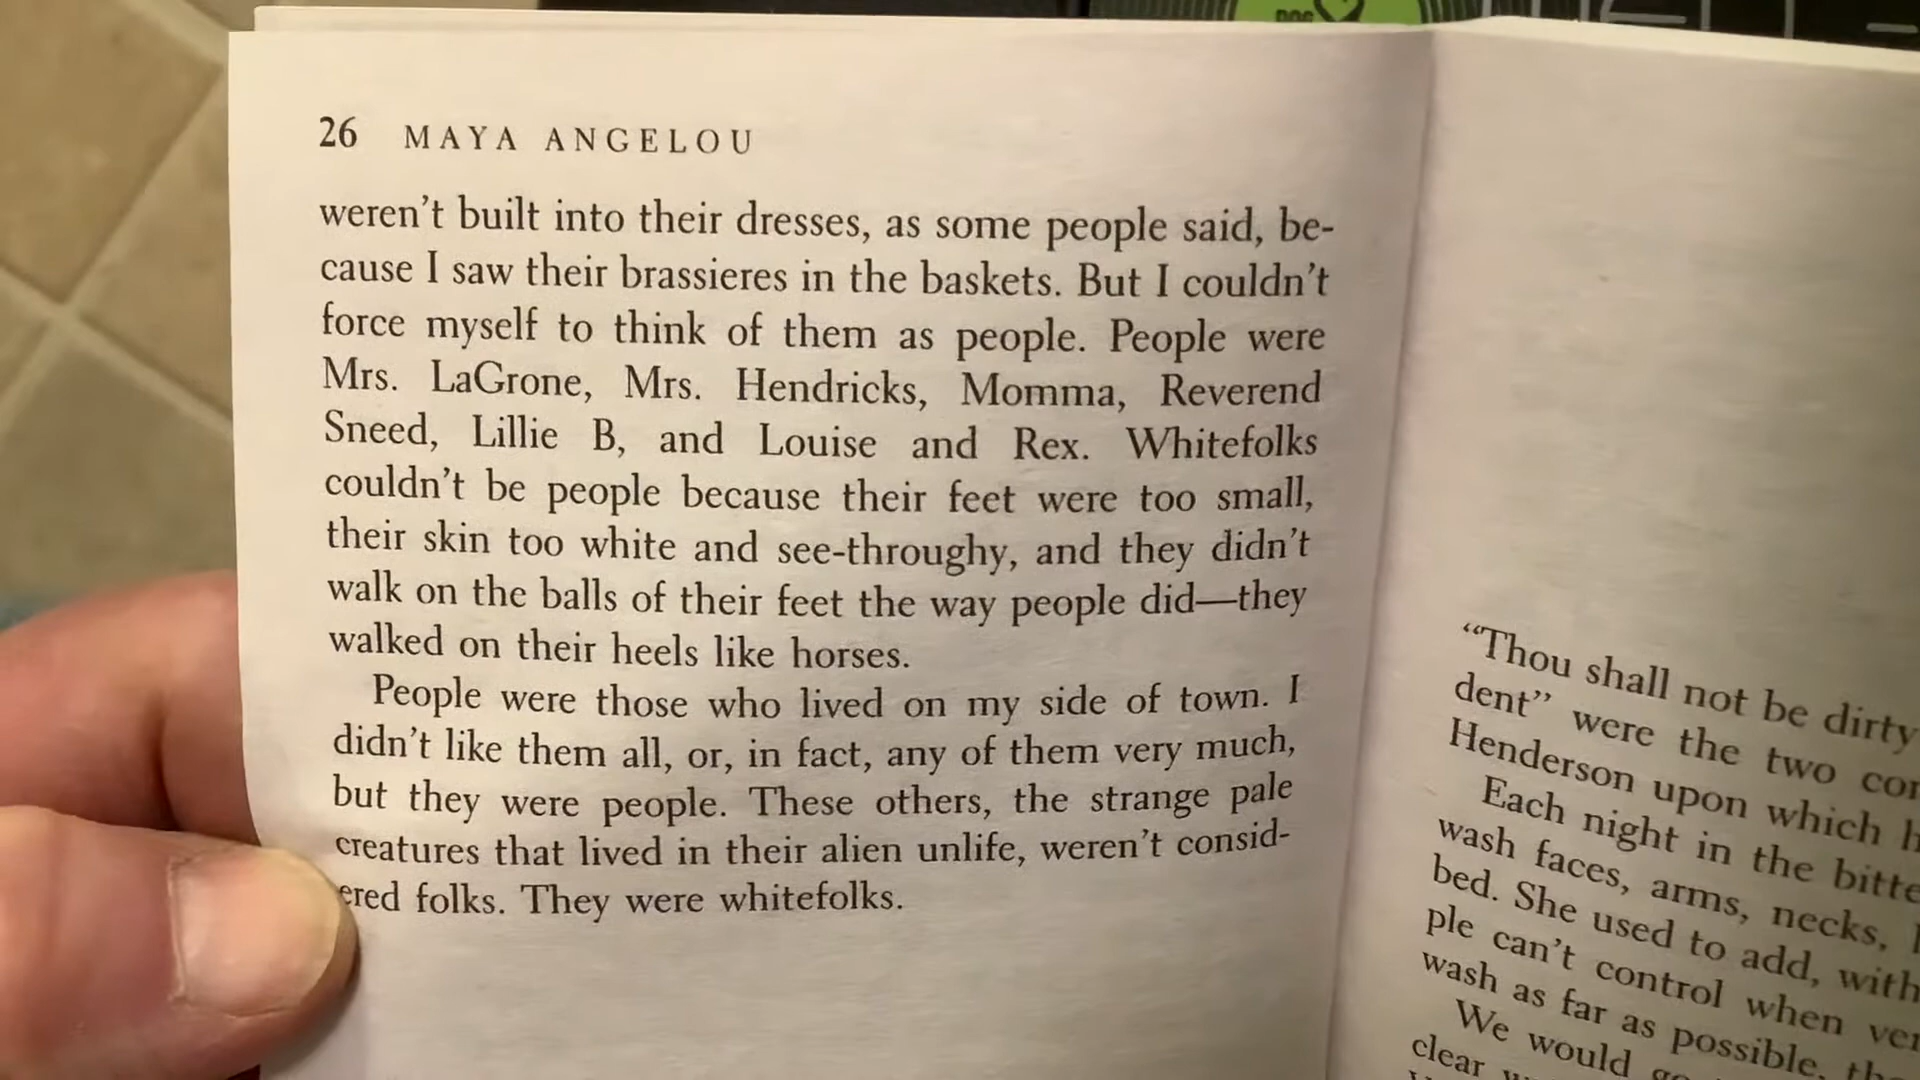 DOG
26 MAYA ANGELOU
weren't built into their dresses, as some people said, be-
cause I saw their brassieres in the baskets. But I couldn't
force myself to think of them as people. People were
Mrs. LaGrone, Mrs. Hendricks, Momma, Reverend
Sneed, Lillie B, and Louise and Rex. Whitefolks
couldn't be people because their feet were too small,
their skin too white and see-throughy, and they didn't
walk on the balls of their feet the way people did—they
walked on their heels like horses.
People were those who lived on my side of town. I
didn't like them all, or, in fact, any of them very much,
but they were people. These others, the strange pale
creatures that lived in their alien unlife, weren't consid-
ered folks. They were whitefolks.
“Thou shall not be dirty
dent” were the two
Henderson upon which
Each night in the
wash faces, arms, necks,
bed. She used to add, with
ple can't control when
wash as far as possible,
We would
clear